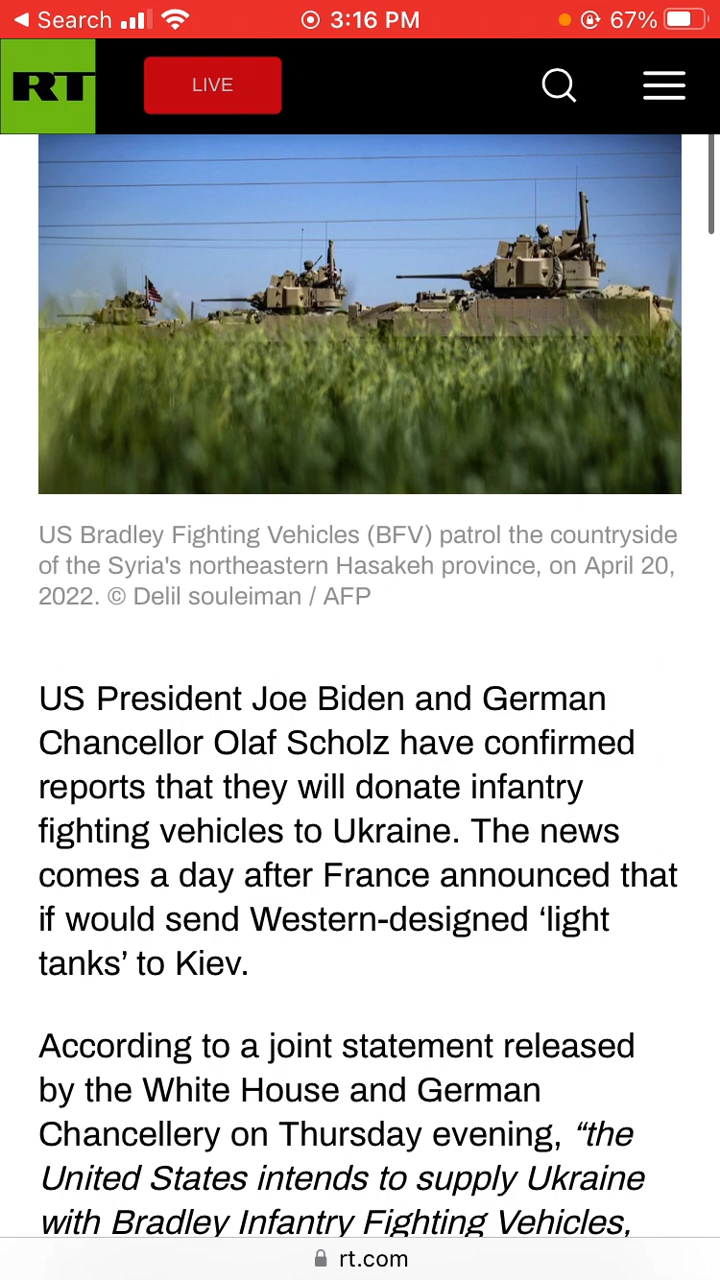 Search 3:16 PM 67%
RT LIVE
US Bradley Fighting Vehicles (BFV) patrol the countryside
of the Syria's northeastern Hasakeh province, on April 20,
2022. © Delil souleiman / AFP
US President Joe Biden and German
Chancellor Olaf Scholz have confirmed
reports that they will donate infantry
fighting vehicles to Ukraine. The news
comes a day after France announced that
if would send Western-designed ‘light
tanks’ to Kiev.
According to a joint statement released
by the White House and German
Chancellery on Thursday evening, “the
United States intends to supply Ukraine
with Bradley Infantry Fighting Vehicles,
rt.com